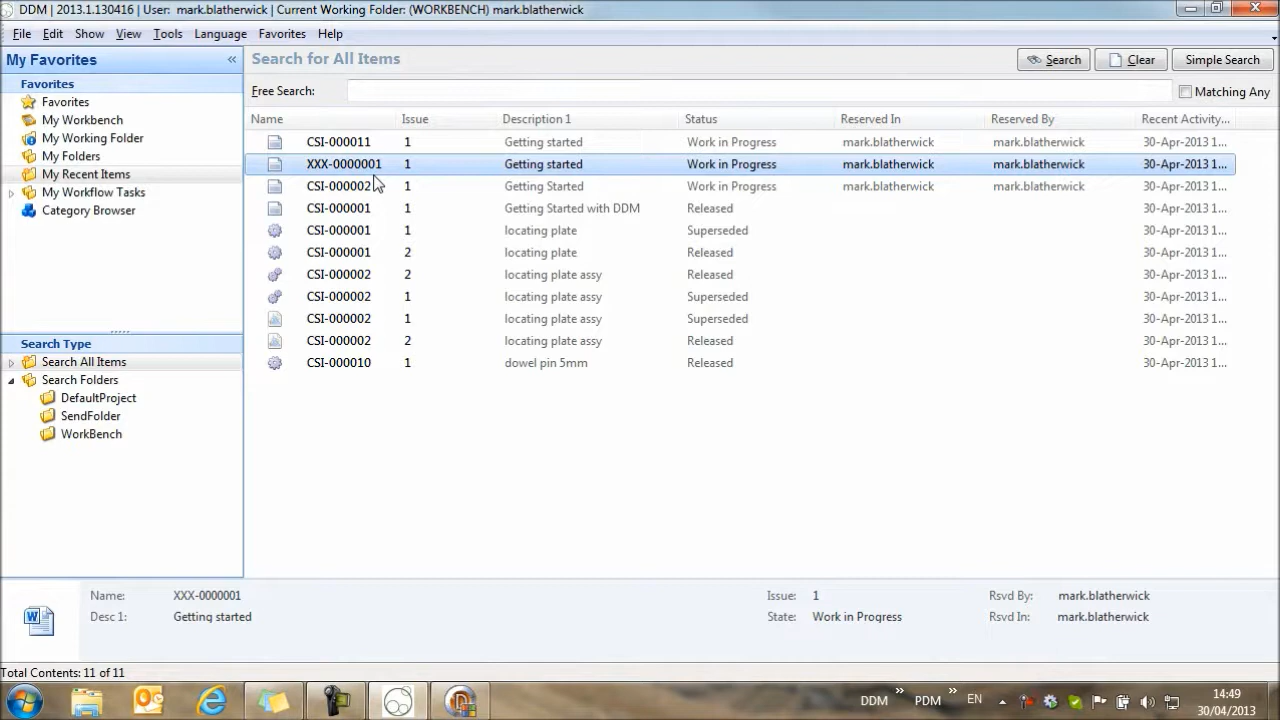 DDM | 2013.1.130416 | User: mark.blatherwick | Current Working Folder: (WORKBENCH) mark.blatherwick
File Edit Show View Tools Language Favorites Help
My Favorites «
Favorites
Favorites
My Workbench
My Working Folder
My Folders
My Recent Items
My Workflow Tasks
Category Browser
Search Type
Search All Items
Search Folders
DefaultProject
SendFolder
WorkBench
Search for All Items Search Clear Simple Search
Free Search: Matching Any
Name Issue Description 1 Status Reserved In Reserved By Recent Activity...
CSI-000011 1 Getting started Work in Progress mark.blatherwick mark.blatherwick 30-Apr-2013 1...
XXX-0000001 1 Getting started Work in Progress mark.blatherwick mark.blatherwick 30-Apr-2013 1...
CSI-000002 1 Getting Started Work in Progress mark.blatherwick mark.blatherwick 30-Apr-2013 1...
CSI-000001 1 Getting Started with DDM Released 30-Apr-2013 1...
CSI-000001 1 locating plate Superseded 30-Apr-2013 1...
CSI-000001 2 locating plate Released 30-Apr-2013 1...
CSI-000002 2 locating plate assy Released 30-Apr-2013 1...
CSI-000002 1 locating plate assy Superseded 30-Apr-2013 1...
CSI-000002 1 locating plate assy Superseded 30-Apr-2013 1...
CSI-000002 2 locating plate assy Released 30-Apr-2013 1...
CSI-000010 1 dowel pin 5mm Released 30-Apr-2013 1...
Name: XXX-0000001 Issue: 1 Rsvd By: mark.blatherwick
Desc 1: Getting started State: Work in Progress Rsvd In: mark.blatherwick
Total Contents: 11 of 11
DDM » PDM » EN 14:49
30/04/2013